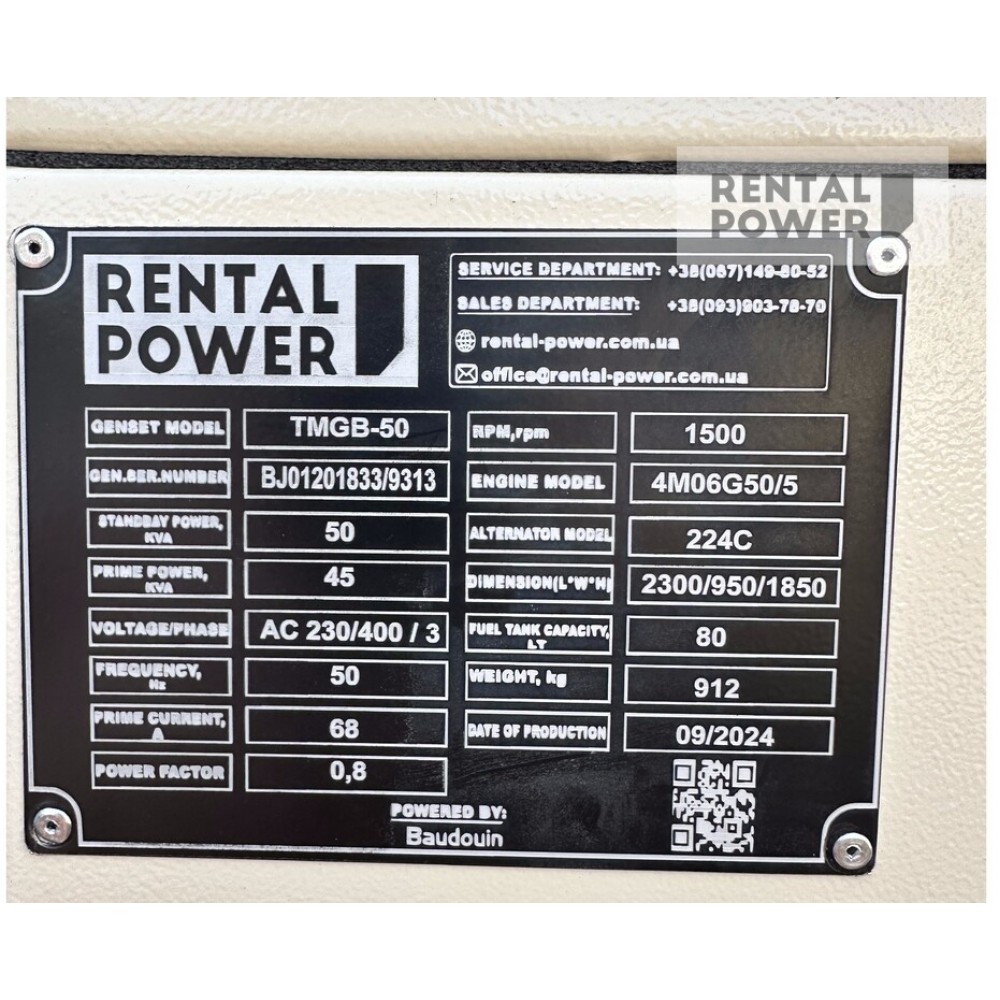 RENTAL
POWER
RENTAL
POWER
SERVICE DEPARTMENT: +38(067)149-80-52
SALES DEPARTMENT: +38(093)903-78-70
rental-power.com.ua
office@rental-power.com.ua
GENSET MODEL TMGB-50 RPM,rpm 1500
GEN.SER.NUMBER BJ01201833/9313 ENGINE MODEL 4M06G50/5
STANDBAY POWER, KVA 50 ALTERNATOR MODEL 224C
PRIME POWER, KVA 45 DIMENSION(L*W*H) 2300/950/1850
VOLTAGE/PHASE AC 230/400 / 3 FUEL TANK CAPACITY, LT 80
FREQUENCY, Hz 50 WEIGHT, kg 912
PRIME CURRENT, A 68 DATE OF PRODUCTION 09/2024
POWER FACTOR 0,8
POWERED BY:
Baudouin